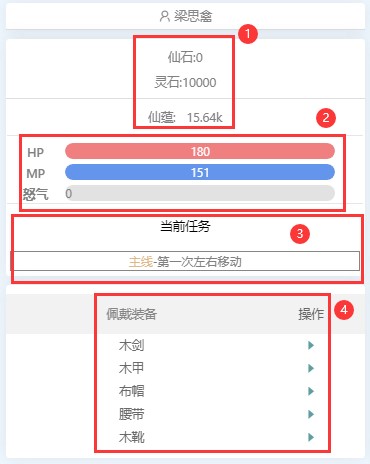 梁思龛
1
仙石:0
灵石:10000
仙蕴: 15.64k
2
HP 180
MP 151
怒气 0
当前任务
3
主线-第一次左右移动
4
佩戴装备 操作
木剑
木甲
布帽
腰带
木靴